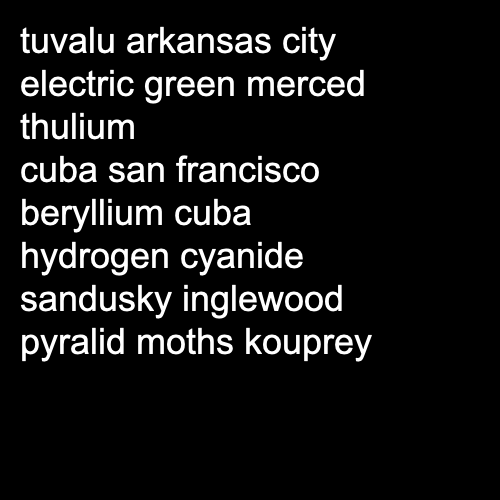 tuvalu arkansas city
electric green merced
thulium
cuba san francisco
beryllium cuba
hydrogen cyanide
sandusky inglewood
pyralid moths kouprey